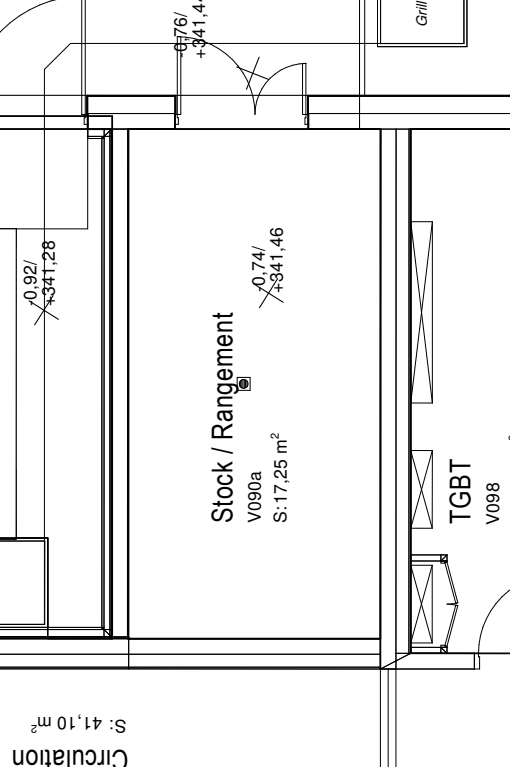 -0,76/
+341,44
Grill
-0,92/
+341,28
-0,74/
+341,46
Stock / Rangement
V090a
S:17,25 m²
TGBT
V098
Circulation
S: 41,10 m²